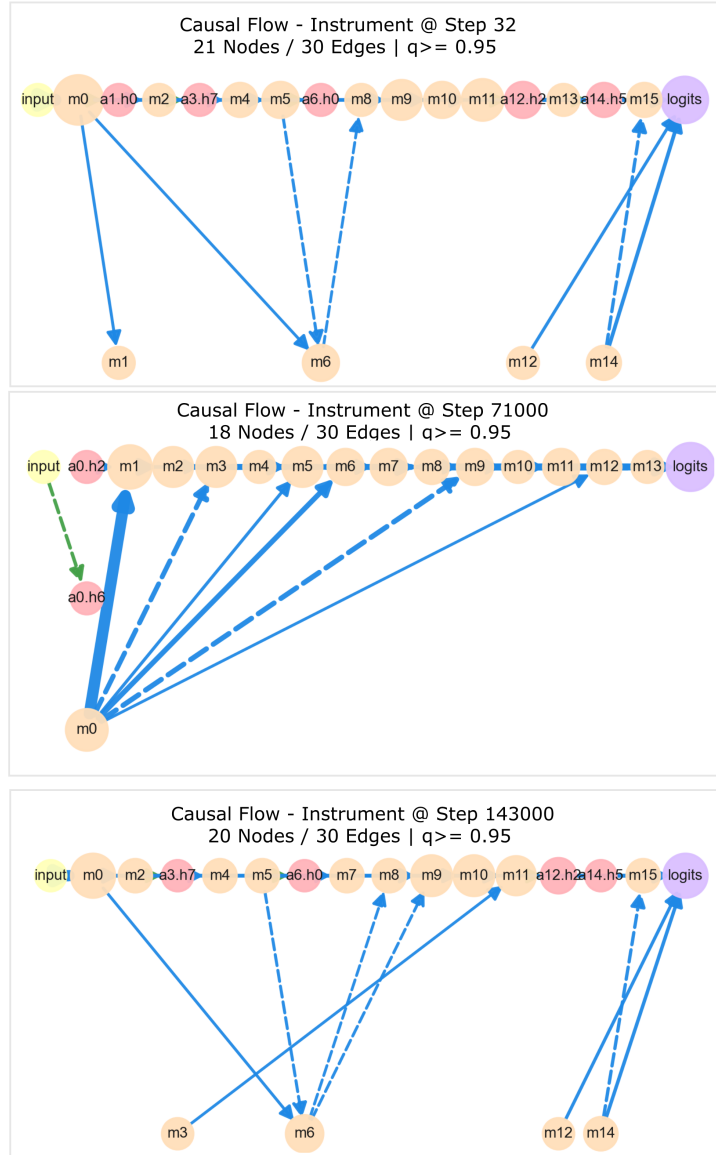 Causal Flow - Instrument @ Step 32
21 Nodes / 30 Edges | q>= 0.95
input m0 a1.h0 m2 a3.h7 m4 m5 a6.h0 m8 m9 m10 m11 a12.h2 m13 a14.h5 m15 logits
m1 m6 m12 m14
Causal Flow - Instrument @ Step 71000
18 Nodes / 30 Edges | q>= 0.95
input a0.h2 m1 m2 m3 m4 m5 m6 m7 m8 m9 m10 m11 m12 m13 logits
a0.h6
m0
Causal Flow - Instrument @ Step 143000
20 Nodes / 30 Edges | q>= 0.95
input m0 m2 a3.h7 m4 m5 a6.h0 m7 m8 m9 m10 m11 a12.h2 a14.h5 m15 logits
m3 m6 m12 m14